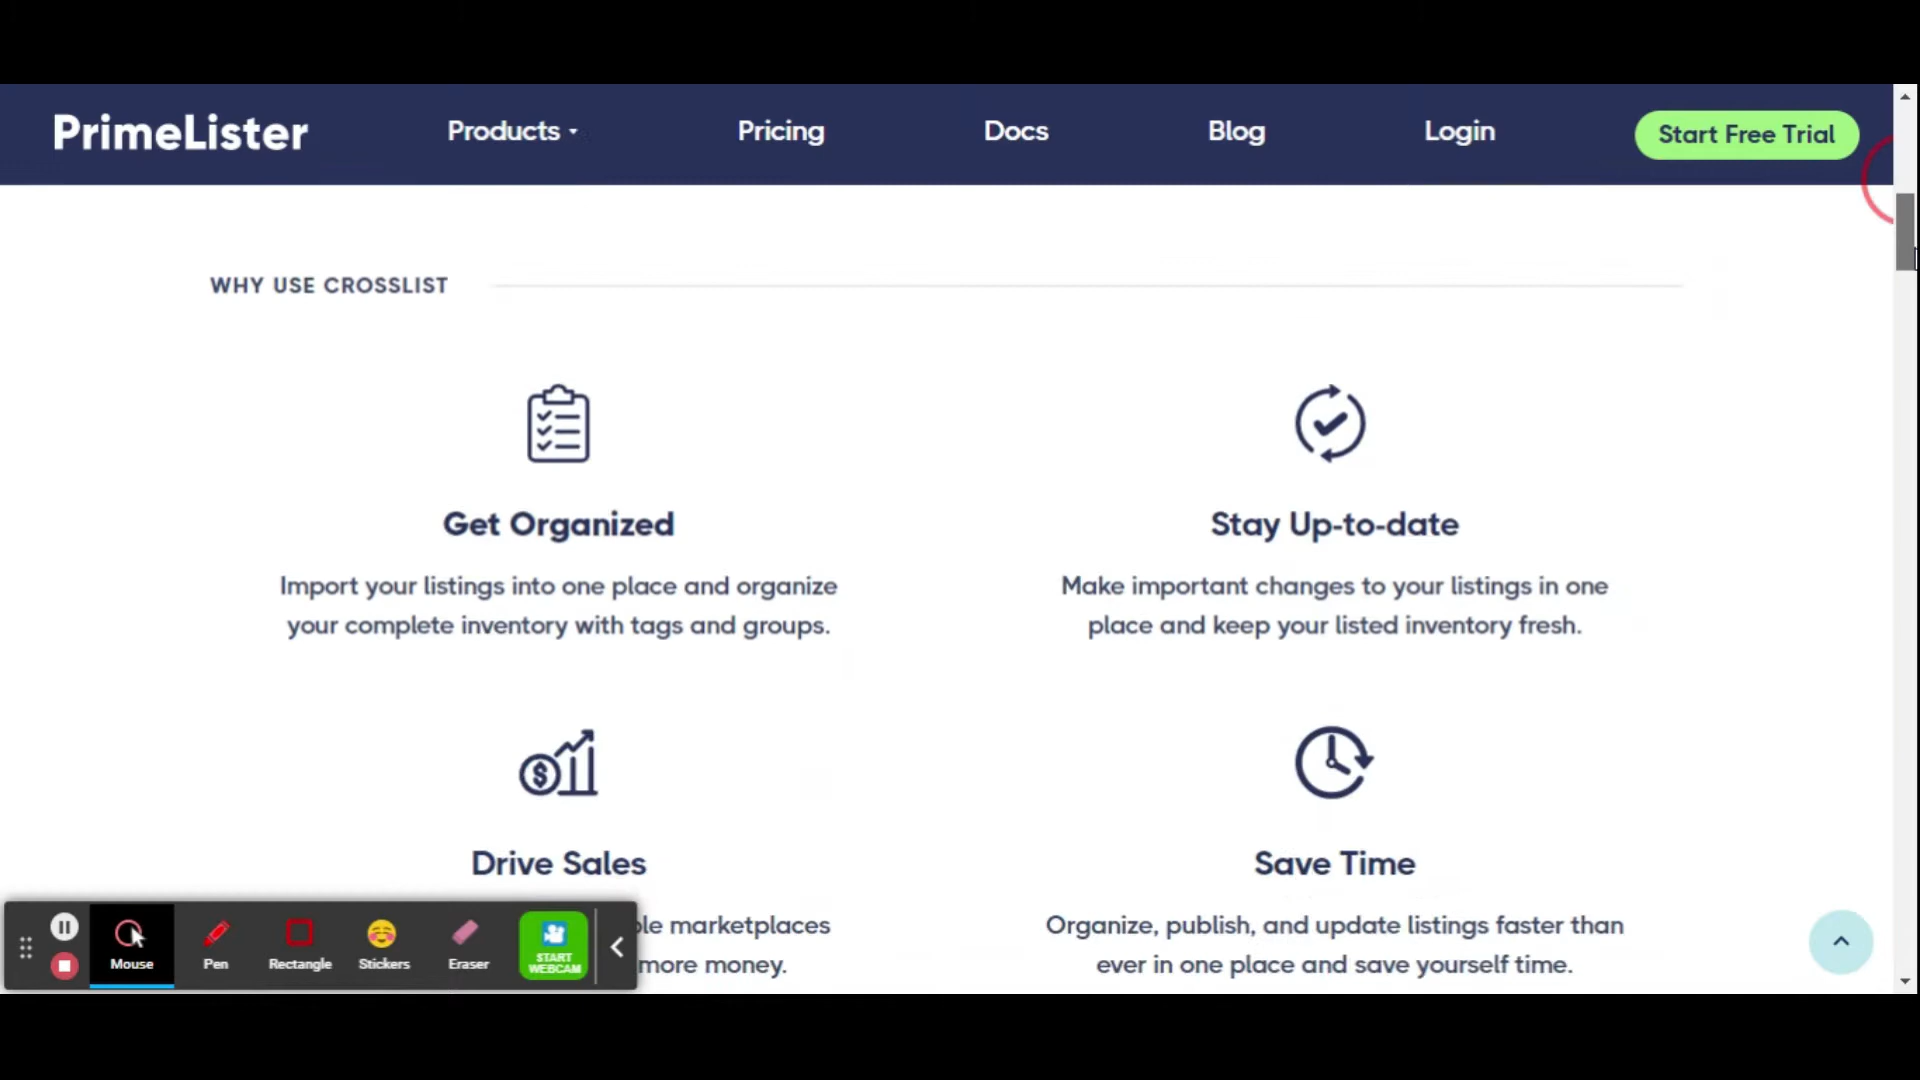 PrimeLister
Products
Pricing
Docs
Blog
Login
Start Free Trial
WHY USE CROSSLIST
Get Organized
Import your listings into one place and organize
your complete inventory with tags and groups.
Stay Up-to-date
Make important changes to your listings in one
place and keep your listed inventory fresh.
Drive Sales
marketplaces
more money.
Save Time
Organize, publish, and update listings faster than
ever in one place and save yourself time.
Mouse
Pen
Rectangle
Stickers
Eraser
START
WEBCAM